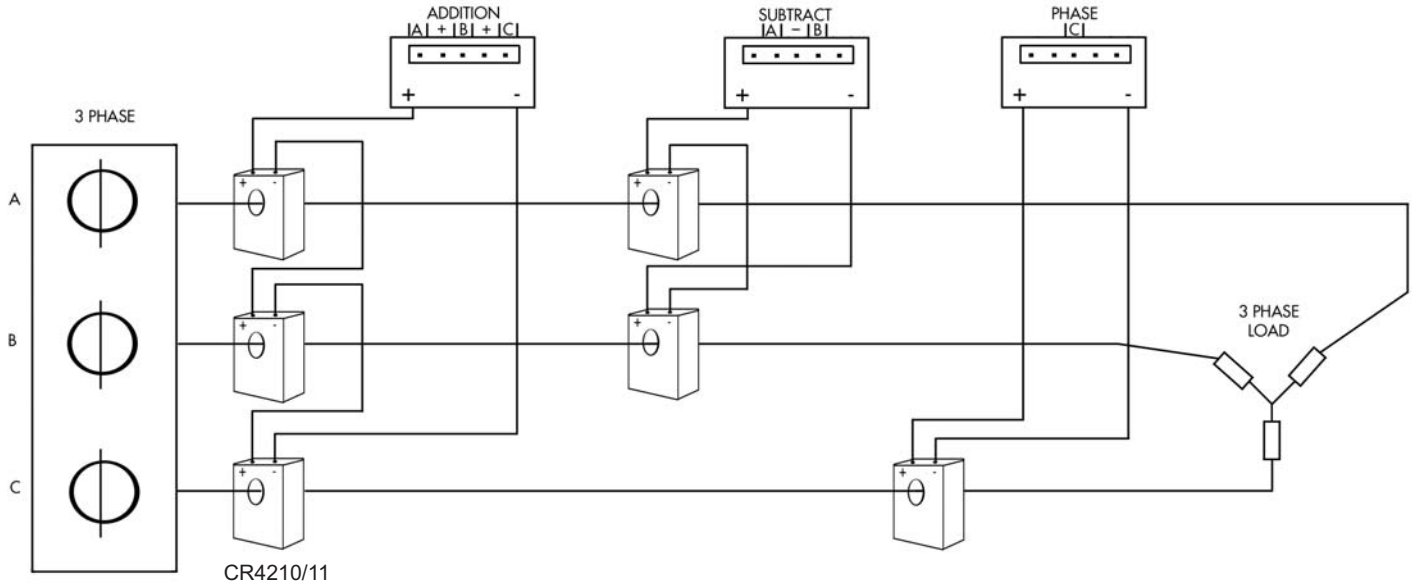 ADDITION
|A| + |B| + |C|
+ -
SUBTRACT
|A| - |B|
+ -
PHASE
|C|
+ -
3 PHASE
A
+ -
+ -
B
+ -
+ -
3 PHASE
LOAD
C
+ -
+ -
CR4210/11